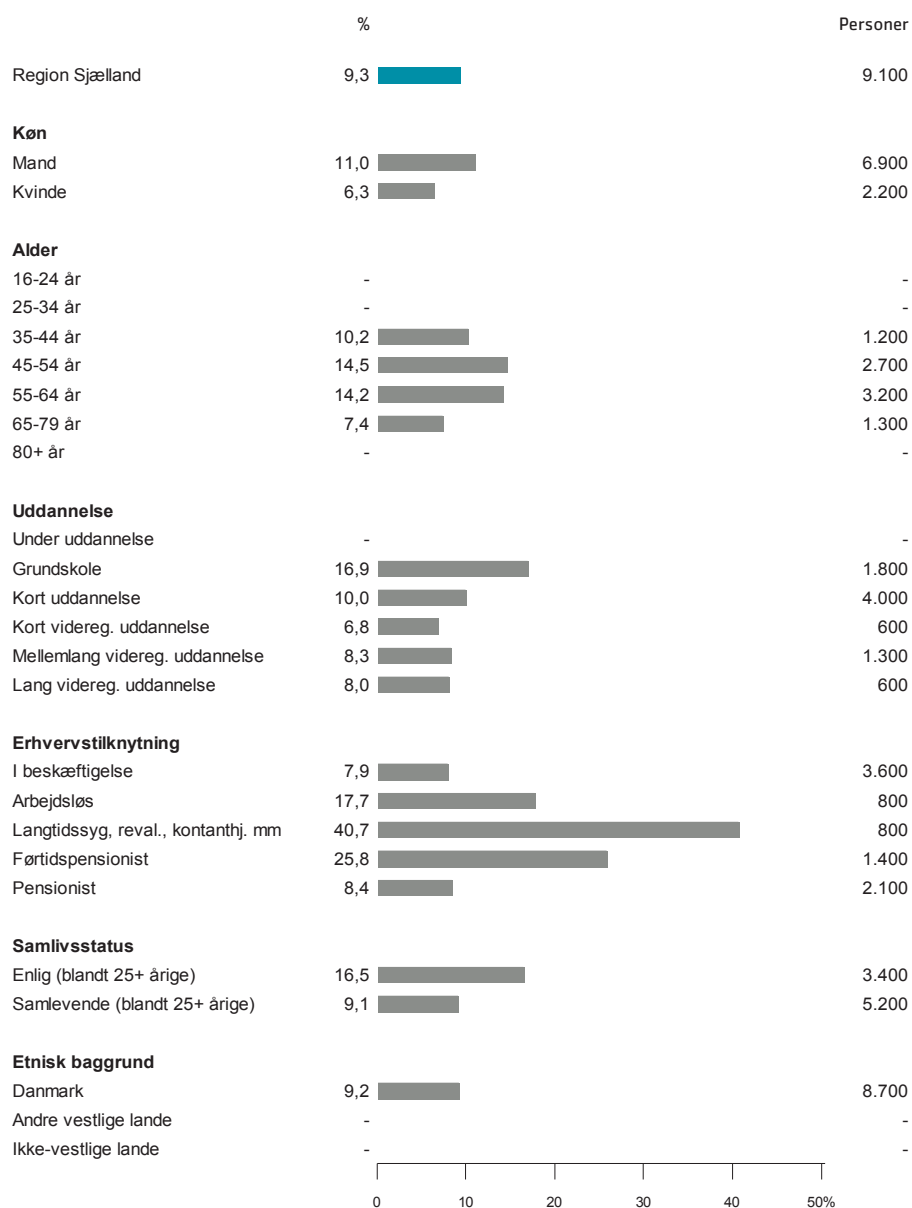 % Personer
Region Sjælland 9,3 9.100
Køn
Mand 11,0 6.900
Kvinde 6,3 2.200
Alder
16-24 år - -
25-34 år - -
35-44 år 10,2 1.200
45-54 år 14,5 2.700
55-64 år 14,2 3.200
65-79 år 7,4 1.300
80+ år - -
Uddannelse
Under uddannelse - -
Grundskole 16,9 1.800
Kort uddannelse 10,0 4.000
Kort videreg. uddannelse 6,8 600
Mellemlang videreg. uddannelse 8,3 1.300
Lang videreg. uddannelse 8,0 600
Erhvervstilknytning
I beskæftigelse 7,9 3.600
Arbejdsløs 17,7 800
Langtidssyg, reval., kontanthj. mm 40,7 800
Førtidspensionist 25,8 1.400
Pensionist 8,4 2.100
Samlivsstatus
Enlig (blandt 25+ årige) 16,5 3.400
Samlevende (blandt 25+ årige) 9,1 5.200
Etnisk baggrund
Danmark 9,2 8.700
Andre vestlige lande - -
Ikke-vestlige lande - -
0 10 20 30 40 50%